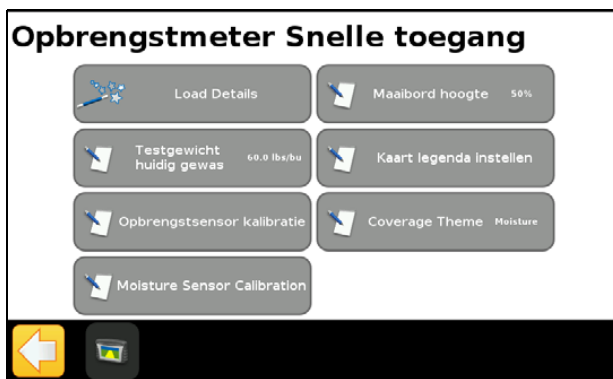 Opbrengstmeter Snelle toegang
Load Details
Maaibord hoogte 50%
Testgewicht
huidig gewas 60.0 lbs/bu
Kaart legenda instellen
Opbrengstsensor kalibratie
Coverage Theme Moisture
Moisture Sensor Calibration